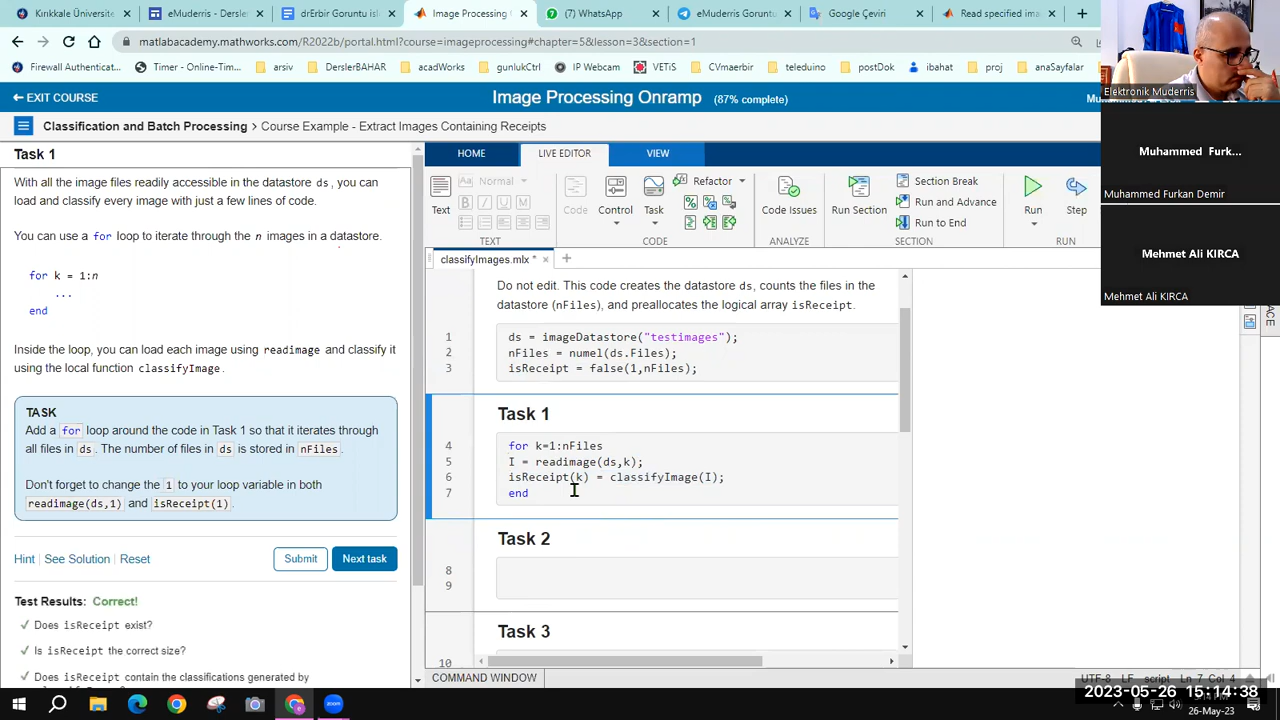 eMuderris
eMuderris - Dersler
drErbir Goruntu is
Image Processing
(7) WhatsApp
eMuderris Goruntu
Google Çeviri
Read specified ima
matlabacademy.mathworks.com/R2022b/portal.html?course=imageprocessing#chapter=5&lesson=3&section=1
Firewall Authenticat...
Timer - Online-Tim...
arsiv
DerslerBAHAR
acadWorks
gunlukCtrl
IP Webcam
VETiS
CVmaerbir
teleduino
postDok
ibahat
proj
anaSayfalar
Elektronik Muderris
EXIT COURSE
Image Processing Onramp (87% complete)
Classification and Batch Processing > Course Example - Extract Images Containing Receipts
Muhammed Furk...
Muhammed Furkan Demir
Mehmet Ali KIRCA
Mehmet Ali KIRCA
Task 1
With all the image files readily accessible in the datastore ds, you can
load and classify every image with just a few lines of code.
You can use a for loop to iterate through the n images in a datastore.
for k = 1:n
...
end
Inside the loop, you can load each image using readimage and classify it
using the local function classifyImage.
TASK
Add a for loop around the code in Task 1 so that it iterates through
all files in ds. The number of files in ds is stored in nFiles.
Don't forget to change the 1 to your loop variable in both
readimage(ds,1) and isReceipt(1).
Hint See Solution Reset
Submit
Next task
Test Results: Correct!
✓ Does isReceipt exist?
✓ Is isReceipt the correct size?
✓ Does isReceipt contain the classifications generated by
HOME
LIVE EDITOR
VIEW
Text
Aa Normal
B I U M
TEXT
Code
Control
Task
Refactor
CODE
Code Issues
ANALYZE
Run Section
Section Break
Run and Advance
Run to End
SECTION
Run
Step
RUN
classifyImages.mlx *
Do not edit. This code creates the datastore ds, counts the files in the
datastore (nFiles), and preallocates the logical array isReceipt.
1 ds = imageDatastore("testimages");
2 nFiles = numel(ds.Files);
3 isReceipt = false(1,nFiles);
Task 1
4 for k=1:nFiles
5 I = readimage(ds,k);
6 isReceipt(k) = classifyImage(I);
7 end
Task 2
8
9
Task 3
10
COMMAND WINDOW
UTF-8 LF script Ln 7 Col 4
2023-05-26 15:14:38
26-May-23